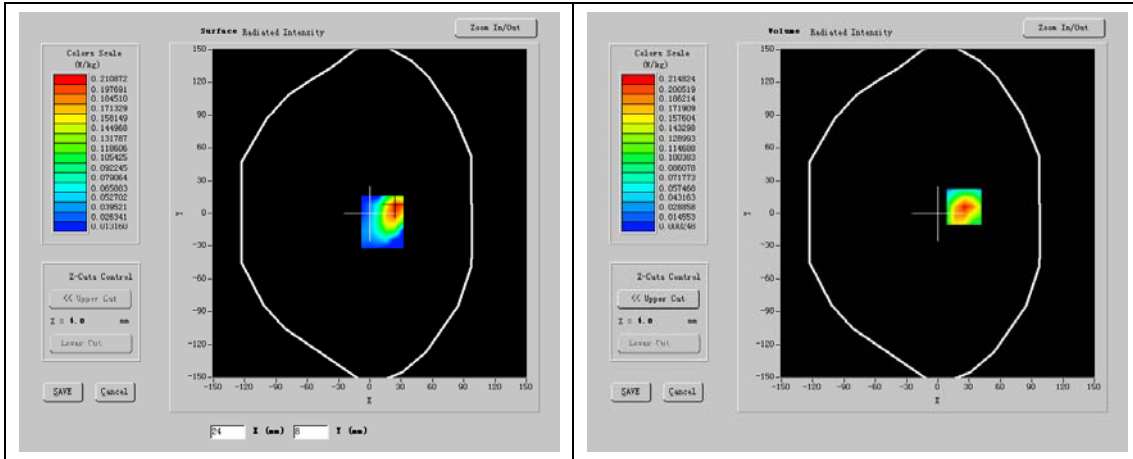 Surface Radiated Intensity
Zoom In/Out
Colors Scale
(W/kg)
0.210872
0.197691
0.184510
0.171329
0.158149
0.144968
0.131787
0.118606
0.105425
0.092245
0.079064
0.065883
0.052702
0.039521
0.026341
0.013160
150
90
60
30
0
-30
-60
-90
-120
-150
Y
-150 -120 -90 -60 -30 0 30 60 90 120 150
X
Z-Cuts Control
<< Upper Cut
Z = 4.0 mm
Lower Cut
SAVE Cancel
24 X (mm) 8 Y (mm)
Volume Radiated Intensity
Zoom In/Out
Colors Scale
(W/kg)
0.214824
0.200519
0.186214
0.171909
0.157604
0.143298
0.128993
0.114688
0.100383
0.086078
0.071773
0.057468
0.043163
0.028858
0.014553
0.000248
150
90
60
30
0
-30
-60
-90
-120
-150
Y
-150 -120 -90 -60 -30 0 30 60 90 120 150
X
Z-Cuts Control
<< Upper Cut
Z = 4.0 mm
Lower Cut
SAVE Cancel